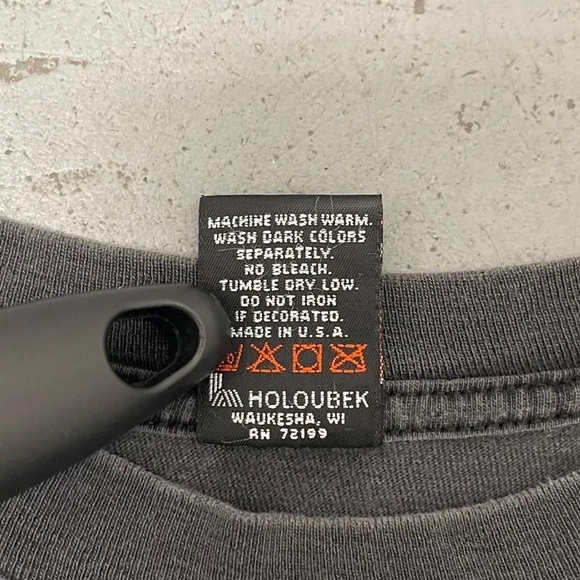 MACHINE WASH WARM.
WASH DARK COLORS
SEPARATELY.
NO BLEACH.
TUMBLE DRY LOW.
DO NOT IRON
IF DECORATED.
MADE IN U.S.A.
HOLOUBEK
WAUKESHA, WI
RN 72199